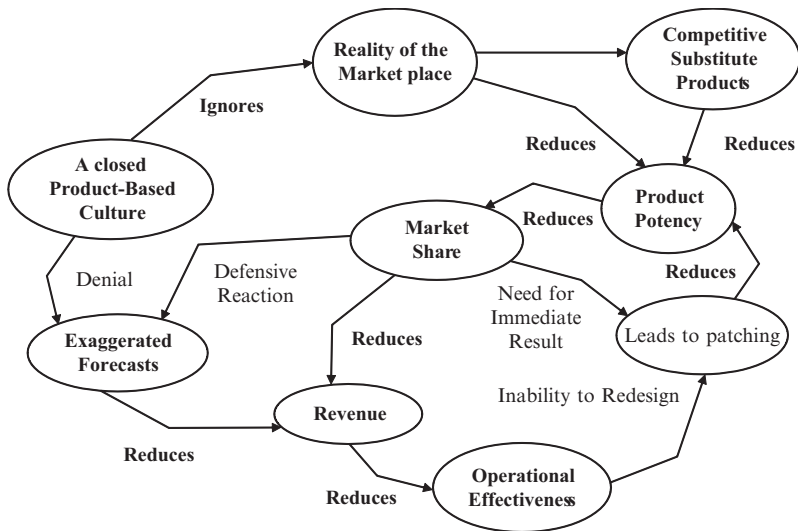 Reality of the
Market place
Competitive
Substitute
Products
Ignores
Reduces
Reduces
A closed
Product-Based
Culture
Product
Potency
Market
Share
Reduces
Denial
Defensive
Reaction
Need for
Immediate
Result
Reduces
Leads to patching
Exaggerated
Forecasts
Reduces
Revenue
Inability to Redesign
Reduces
Reduces
Operational
Effectiveness